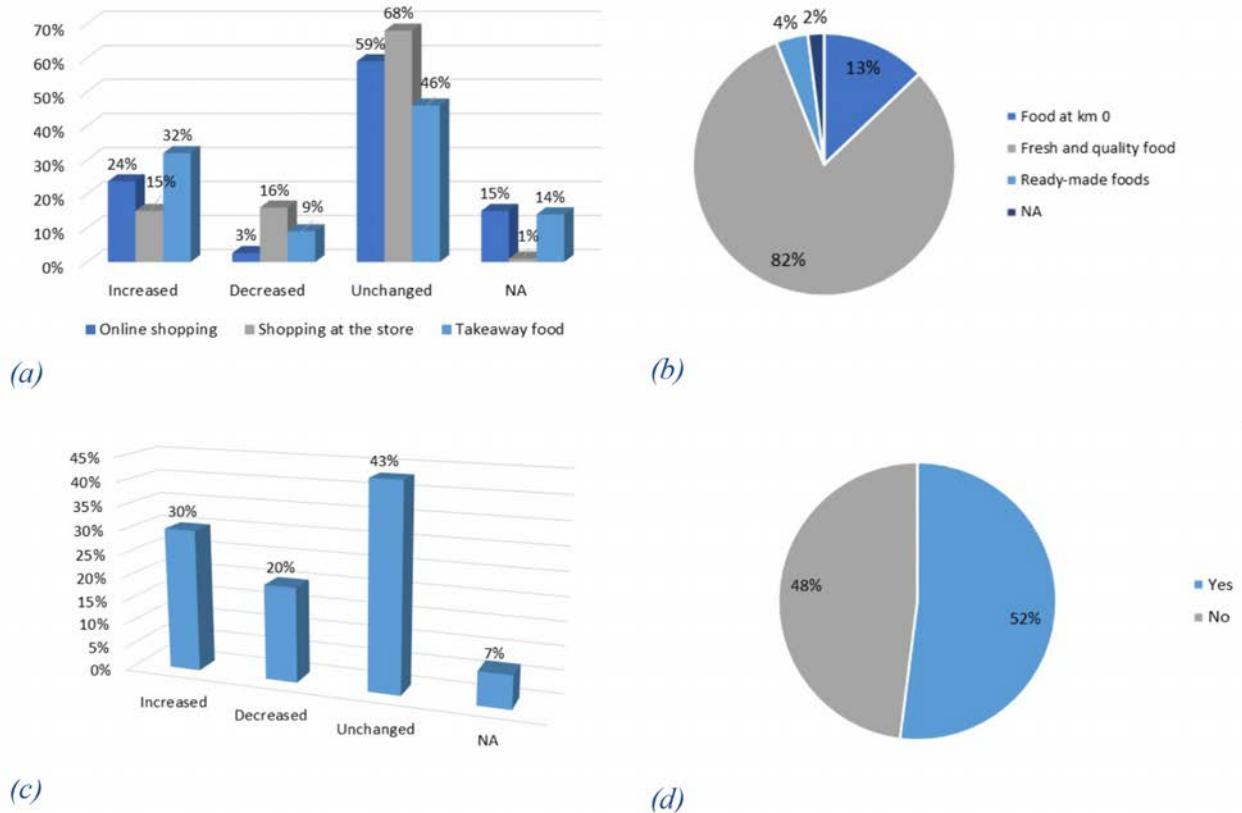 70%
60%
50%
40%
30%
20%
10%
0%
24%
15%
32%
3%
16%
9%
59%
68%
46%
15%
1%
14%
Increased Decreased Unchanged NA
Online shopping Shopping at the store Takeaway food
(a)
4% 2%
13%
82%
Food at km 0
Fresh and quality food
Ready-made foods
NA
(b)
45%
40%
35%
30%
25%
20%
15%
10%
5%
0%
30%
20%
43%
7%
Increased
Decreased
Unchanged
NA
(c)
48%
52%
Yes
No
(d)